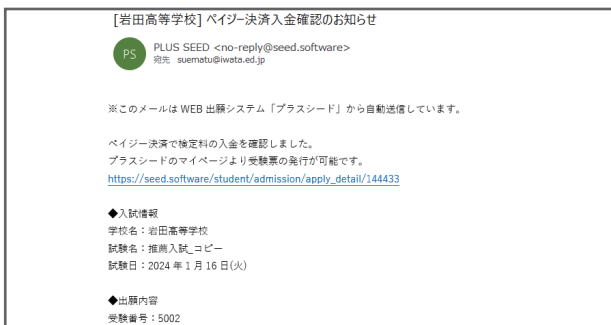 [岩田高等学校] ペイジー決済入金確認のお知らせ
PS
PLUS SEED <no-reply@seed.software>
宛先 suematu@iwata.ed.jp
※このメールは WEB 出願システム「プラスシード」から自動送信しています。
ペイジー決済で検定料の入金を確認しました。
プラスシードのマイページより受験票の発行が可能です。
https://seed.software/student/admission/apply_detail/144433
◆入試情報
学校名：岩田高等学校
試験名：推薦入試_コピー
試験日：2024 年 1 月 16 日(火)
◆出願内容
受験番号：5002